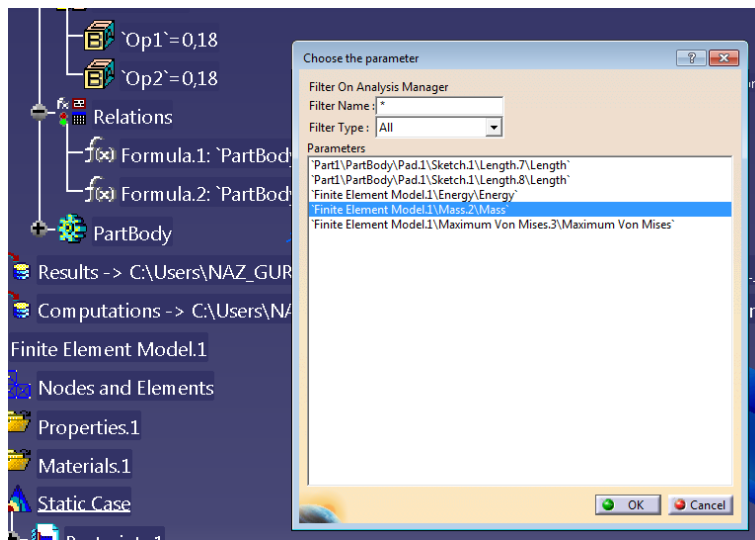 `Op1`=0,18
`Op2`=0,18
Relations
Formula.1: `PartBod
Formula.2: `PartBod
PartBody
Results -> C:\Users\NAZ_GUR
Computations -> C:\Users\NA
Finite Element Model.1
Nodes and Elements
Properties.1
Materials.1
Static Case
Choose the parameter
Filter On Analysis Manager
Filter Name : *
Filter Type : All
Parameters
`Part1\PartBody\Pad.1\Sketch.1\Length.7\Length`
`Part1\PartBody\Pad.1\Sketch.1\Length.8\Length`
`Finite Element Model.1\Energy\Energy`
`Finite Element Model.1\Mass.2\Mass`
`Finite Element Model.1\Maximum Von Mises.3\Maximum Von Mises`
OK
Cancel